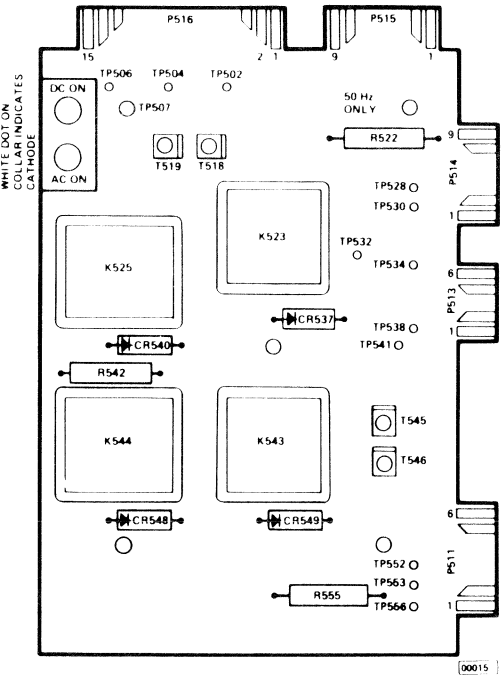 P516
P515
15
2
1
9
1
TP506
TP504
TP502
DC ON
TP507
50 Hz
ONLY
WHITE DOT ON
COLLAR INDICATES
CATHODE
AC ON
T519
T518
R522
9
P514
1
TP528
TP530
K525
K523
TP532
TP534
6
P513
1
CR537
TP538
CR540
TP541
R542
K544
K543
T545
T546
CR548
CR549
6
P511
1
TP552
TP553
R555
TP556
00015